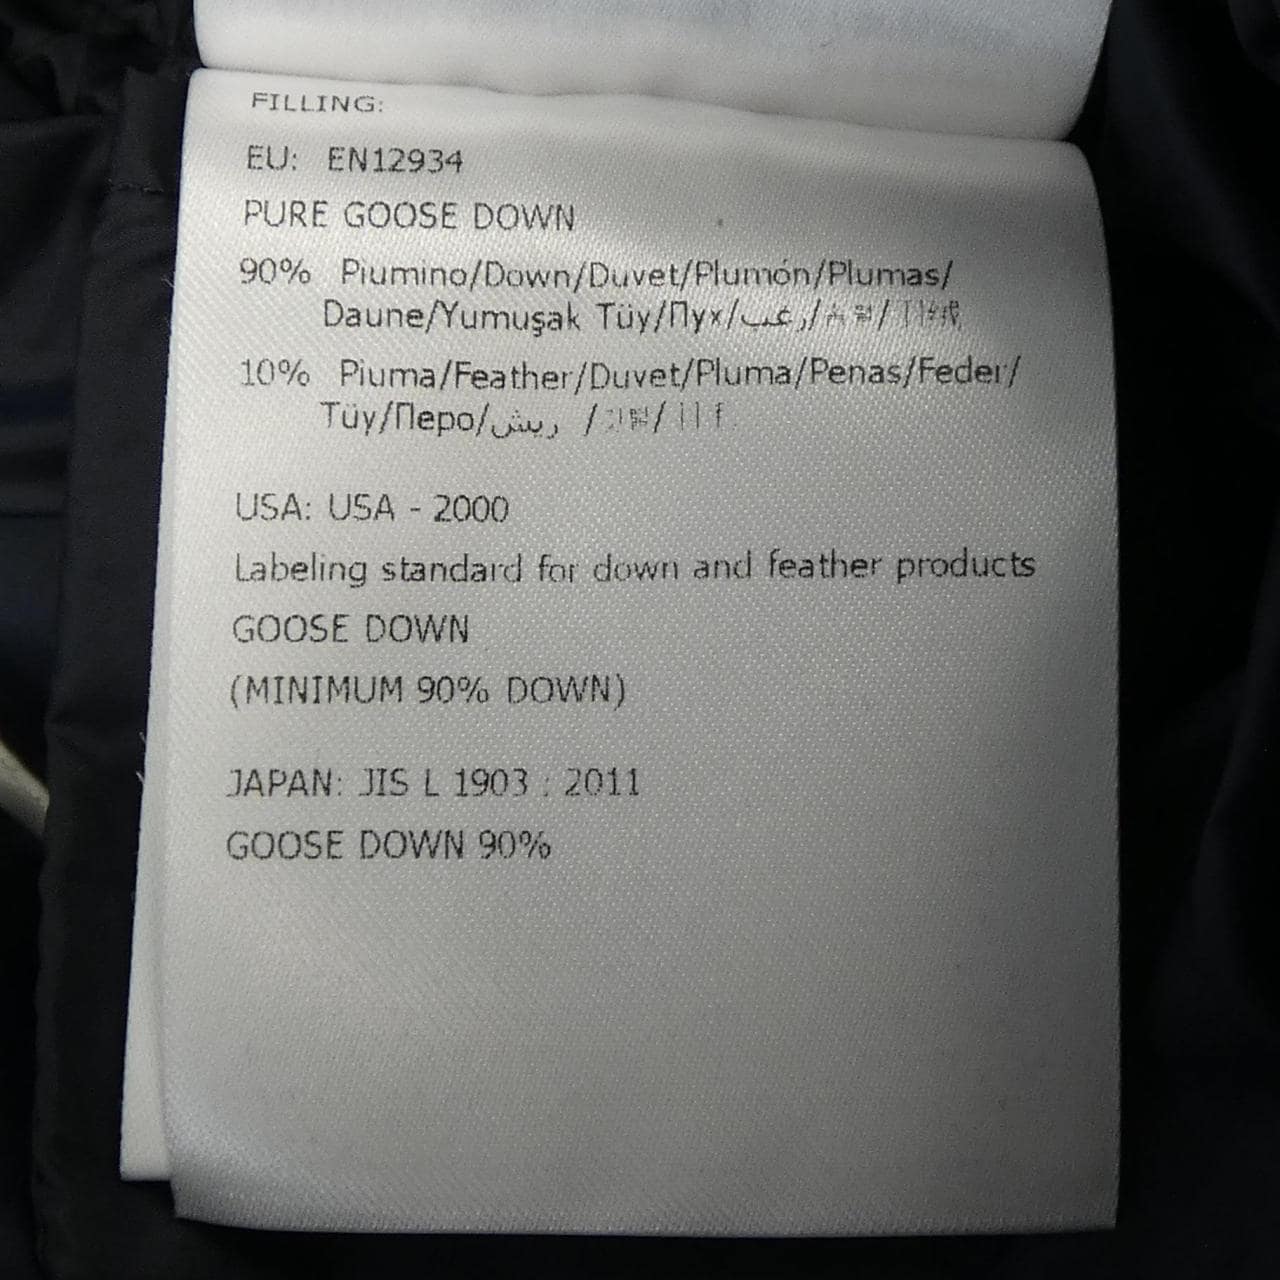 FILLING:
EU: EN12934
PURE GOOSE DOWN
90% Piumino/Down/Duvet/Plumón/Plumas/
Daune/Yumuşak Tüy/Пух/زغب/
10% Piuma/Feather/Duvet/Pluma/Penas/Feder/
Tüy/Перо/ريش /
USA: USA - 2000
Labeling standard for down and feather products
GOOSE DOWN
(MINIMUM 90% DOWN)
JAPAN: JIS L 1903 : 2011
GOOSE DOWN 90%